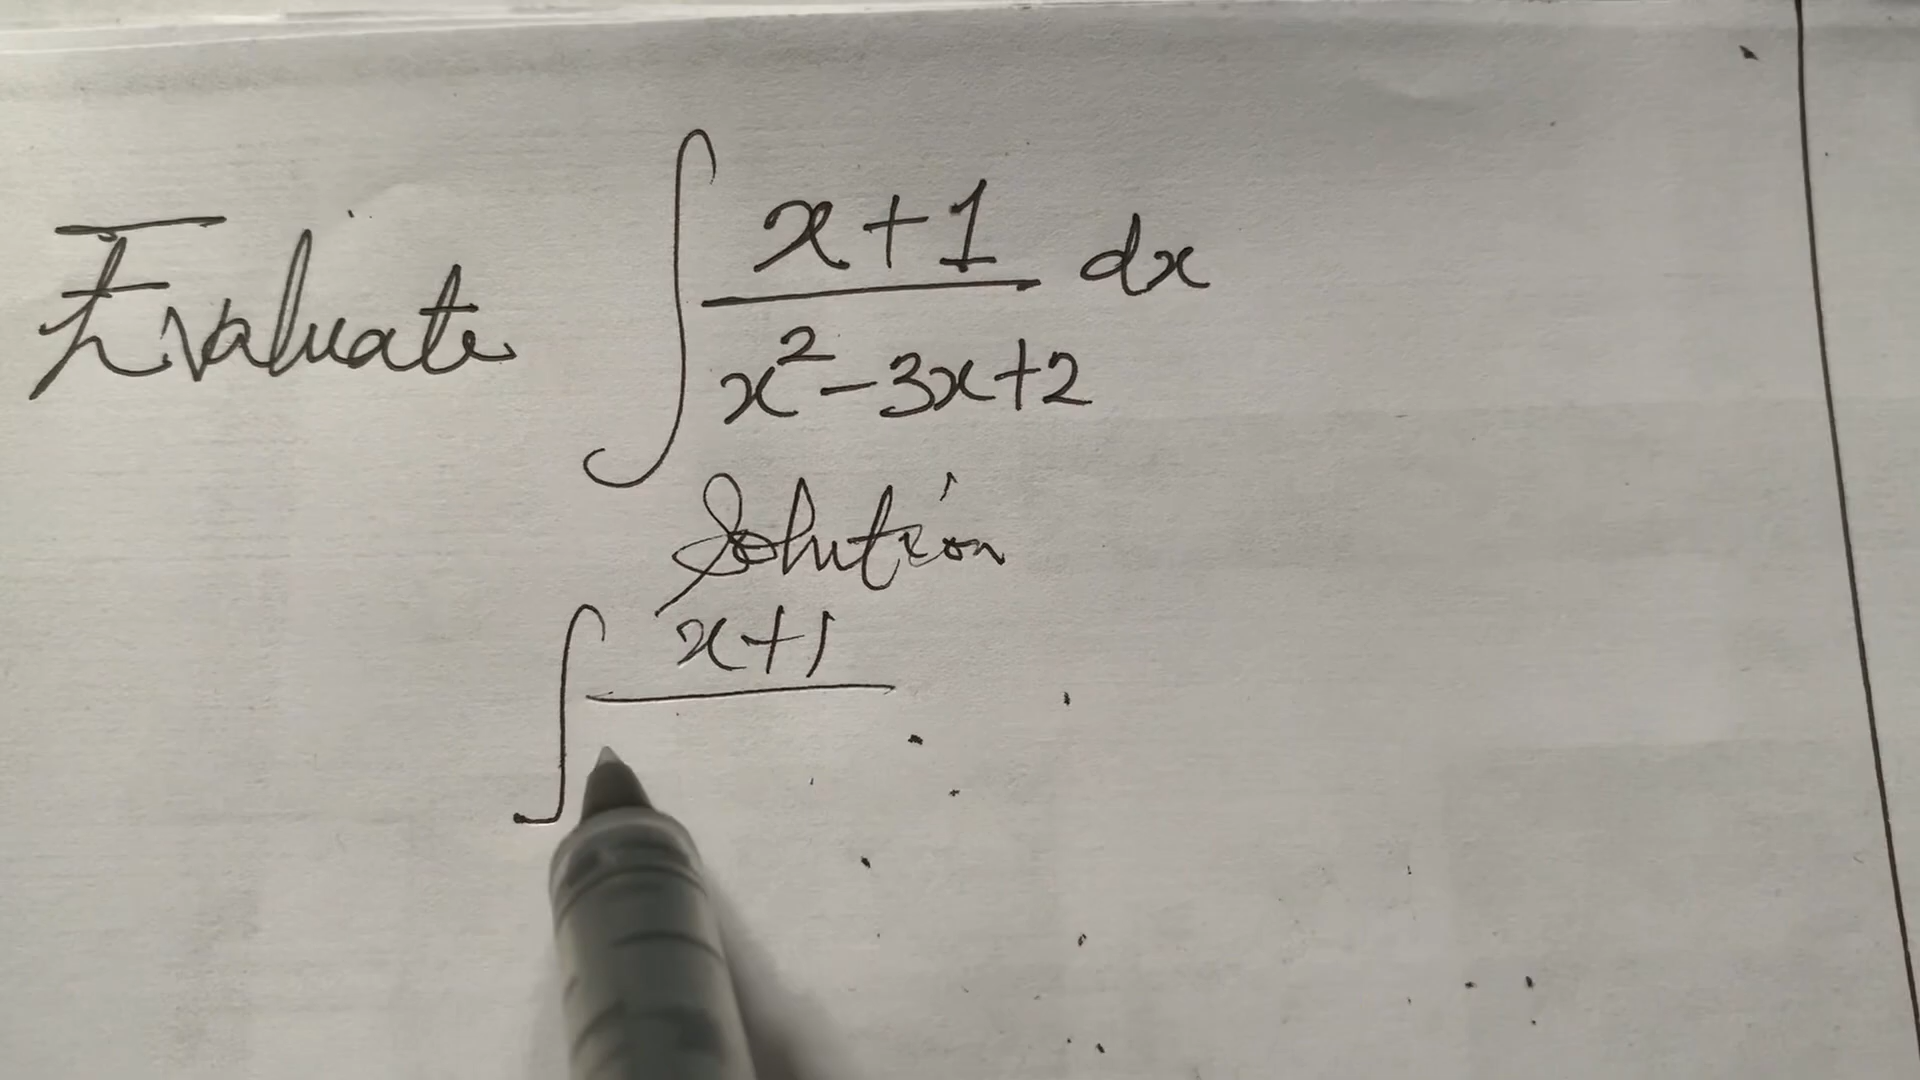 Evaluate ∫ x+1 / x²-3x+2 dx
Solution
∫ x+1